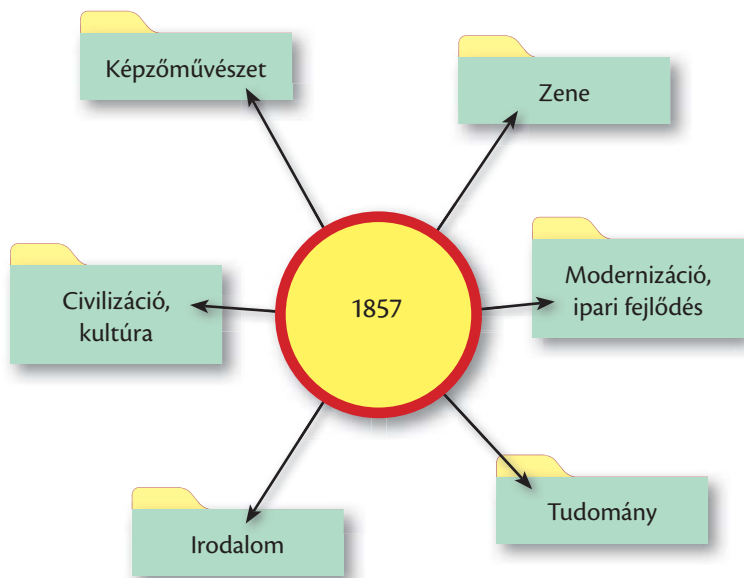 Képzőművészet
Zene
Civilizáció,
kultúra
1857
Modernizáció,
ipari fejlődés
Irodalom
Tudomány